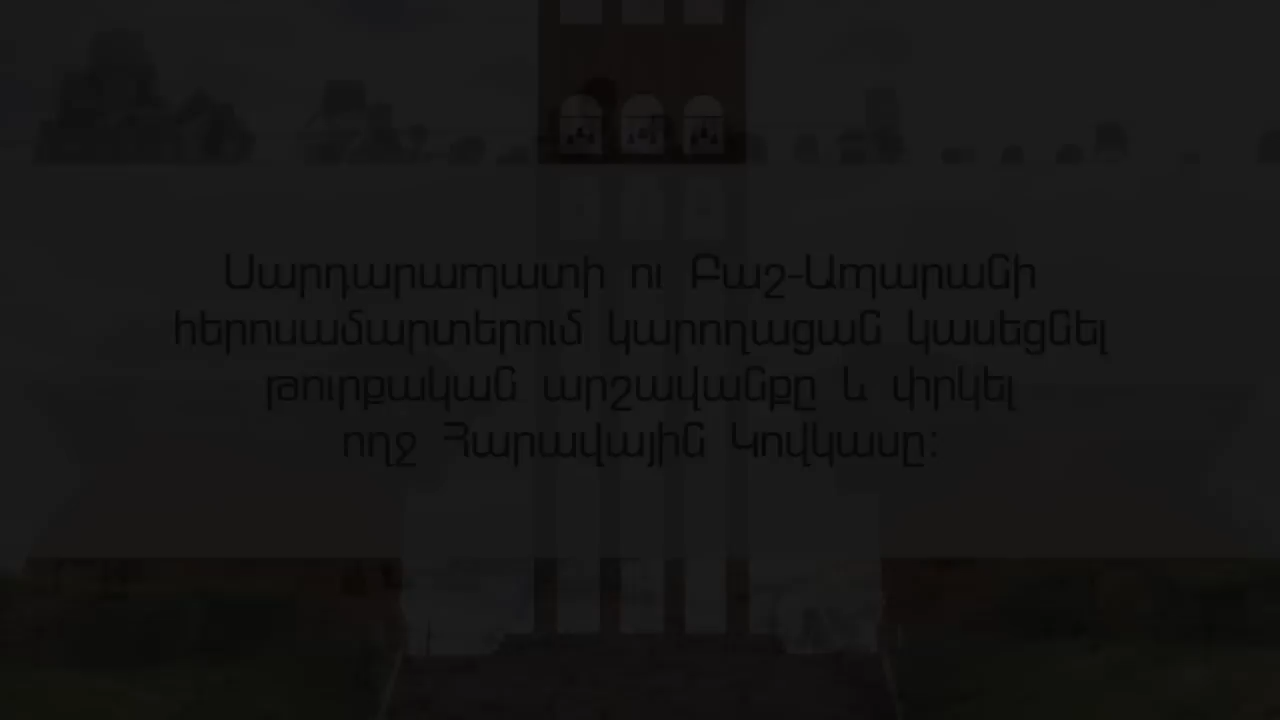 Սարդարապատի ու Բաշ-Ապարանի
հերոսամարտերում կարողացան կասեցնել
թուրքական արշավանքը և փրկել
ողջ Հարավային Կովկասը: